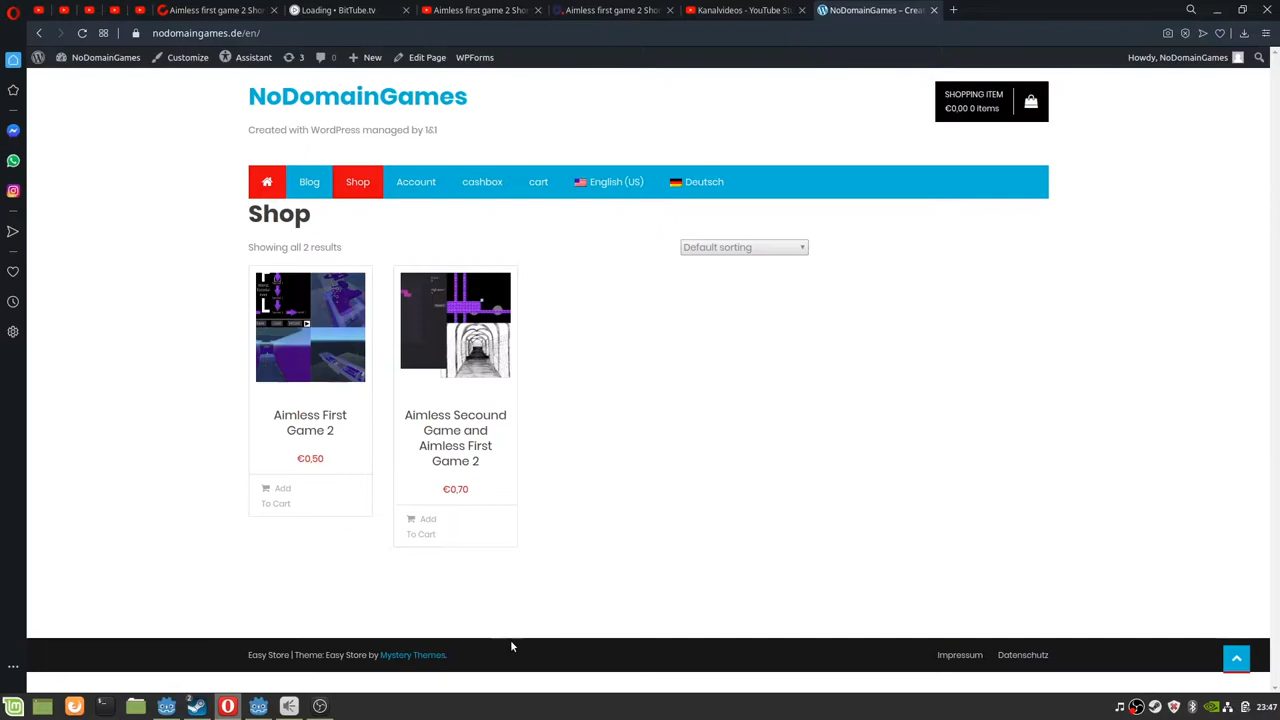 Aimless first game 2 Shor
Loading • BitTube.tv
Aimless first game 2 Shor
Aimless first game 2 Shor
Kanalvideos - YouTube St
NoDomainGames – Creat
nodomaingames.de/en/
NoDomainGames
Customize
Assistant
3
0
New
Edit Page
WPForms
Howdy, NoDomainGames
NoDomainGames
Created with WordPress managed by 1&1
SHOPPING ITEM
€0,00 0 Items
Blog
Shop
Account
cashbox
cart
English (US)
Deutsch
Shop
Showing all 2 results
Default sorting
Aimless First
Game 2
€0,50
Add
To Cart
Aimless Secound
Game and
Aimless First
Game 2
€0,70
Add
To Cart
Easy Store | Theme: Easy Store by Mystery Themes.
Impressum
Datenschutz
2
23:47